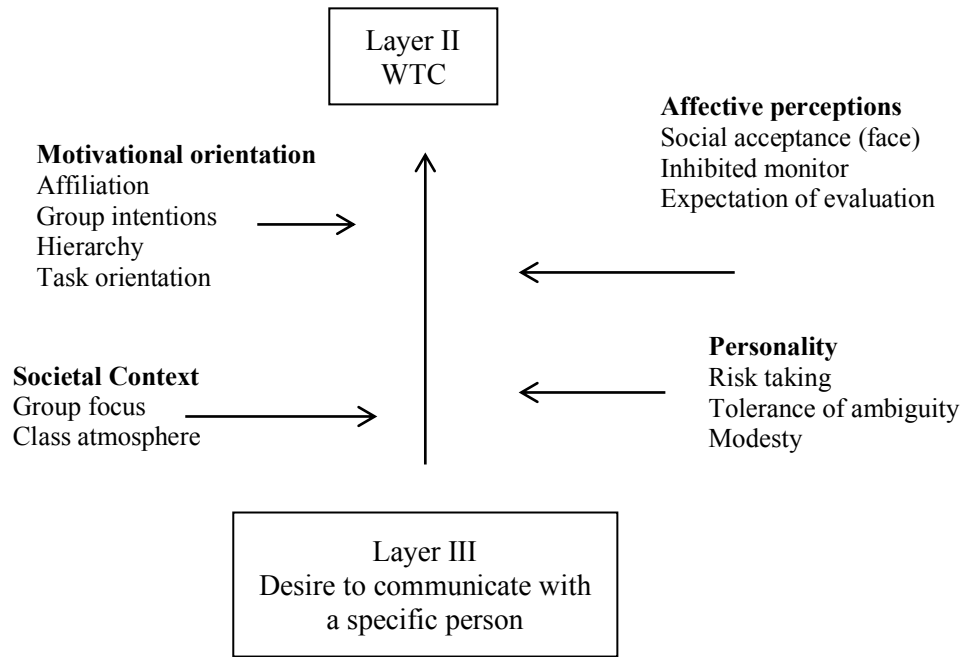 Layer II
WTC
Motivational orientation
Affiliation
Group intentions
Hierarchy
Task orientation
Affective perceptions
Social acceptance (face)
Inhibited monitor
Expectation of evaluation
Societal Context
Group focus
Class atmosphere
Personality
Risk taking
Tolerance of ambiguity
Modesty
Layer III
Desire to communicate with
a specific person